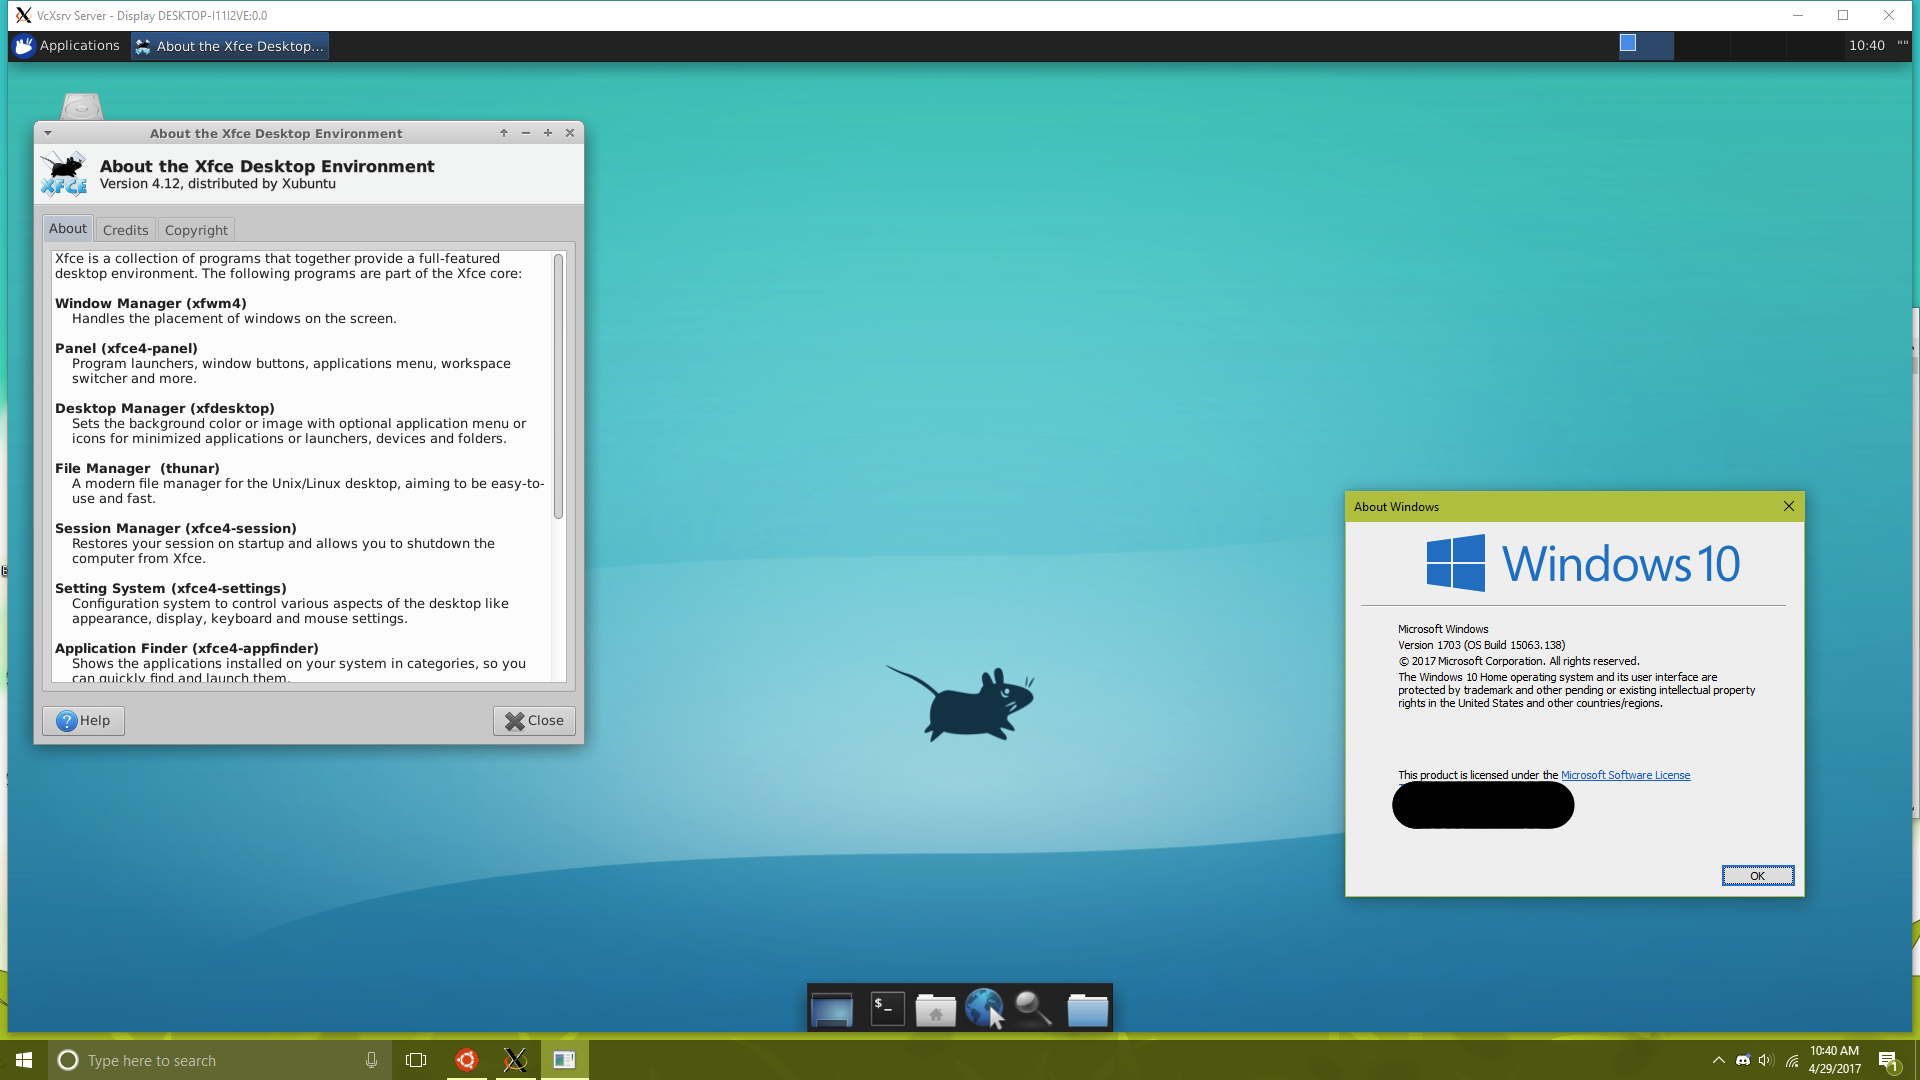 VcXsrv Server - Display DESKTOP-I11I2VE:0.0
Applications
About the Xfce Desktop...
10:40
""
About the Xfce Desktop Environment
XFCE
About the Xfce Desktop Environment
Version 4.12, distributed by Xubuntu
About
Credits
Copyright
Xfce is a collection of programs that together provide a full-featured
desktop environment. The following programs are part of the Xfce core:
Window Manager (xfwm4)
Handles the placement of windows on the screen.
Panel (xfce4-panel)
Program launchers, window buttons, applications menu, workspace
switcher and more.
Desktop Manager (xfdesktop)
Sets the background color or image with optional application menu or
icons for minimized applications or launchers, devices and folders.
File Manager  (thunar)
A modern file manager for the Unix/Linux desktop, aiming to be easy-to-
use and fast.
Session Manager (xfce4-session)
Restores your session on startup and allows you to shutdown the
computer from Xfce.
Setting System (xfce4-settings)
Configuration system to control various aspects of the desktop like
appearance, display, keyboard and mouse settings.
Application Finder (xfce4-appfinder)
Shows the applications installed on your system in categories, so you
can quickly find and launch them.
Help
Close
About Windows
Windows 10
Microsoft Windows
Version 1703 (OS Build 15063.138)
© 2017 Microsoft Corporation. All rights reserved.
The Windows 10 Home operating system and its user interface are
protected by trademark and other pending or existing intellectual property
rights in the United States and other countries/regions.
This product is licensed under the Microsoft Software License
OK
$_
Type here to search
10:40 AM
4/29/2017
1